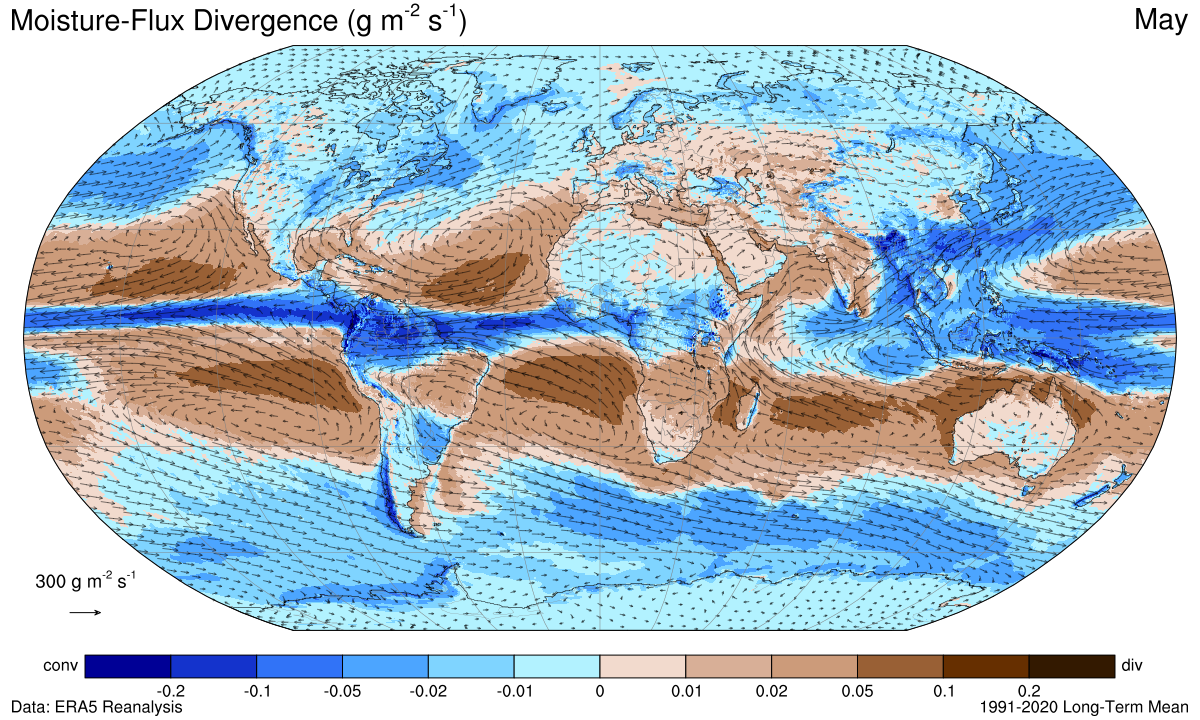 Moisture-Flux Divergence (g m-2 s-1)
May
300 g m-2 s-1
conv
div
-0.2 -0.1 -0.05 -0.02 -0.01 0 0.01 0.02 0.05 0.1 0.2
Data: ERA5 Reanalysis
1991-2020 Long-Term Mean